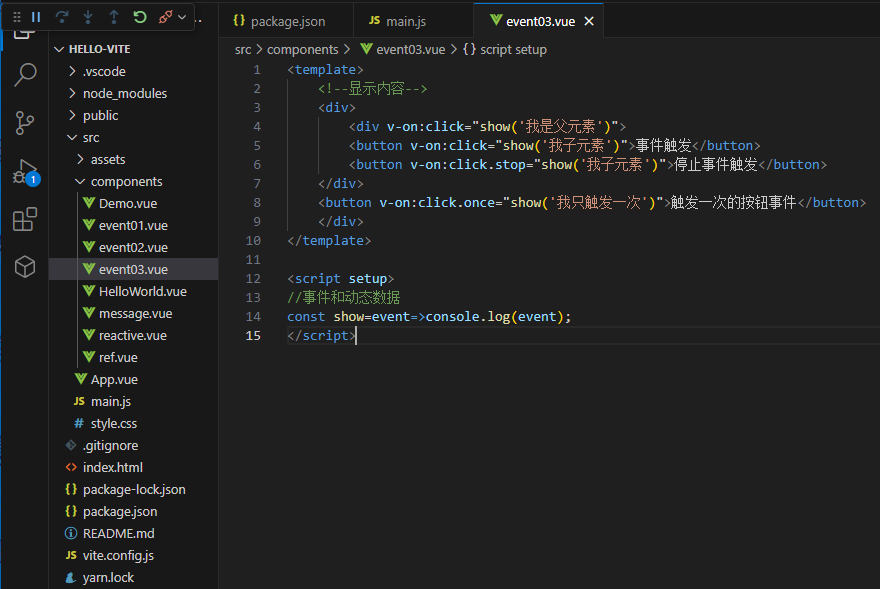 package.json
main.js
event03.vue
HELLO-VITE
.vscode
node_modules
public
src
assets
components
Demo.vue
event01.vue
event02.vue
event03.vue
HelloWorld.vue
message.vue
reactive.vue
ref.vue
App.vue
main.js
style.css
.gitignore
index.html
package-lock.json
package.json
README.md
vite.config.js
yarn.lock
1
src > components > event03.vue > {} script setup
1 <template>
2 <!--显示内容-->
3 <div>
4 <div v-on:click="show('我是父元素')">
5 <button v-on:click="show('我子元素')">事件触发</button>
6 <button v-on:click.stop="show('我子元素')">停止事件触发</button>
7 </div>
8 <button v-on:click.once="show('我只触发一次')">触发一次的按钮事件</button>
9 </div>
10 </template>
11
12 <script setup>
13 //事件和动态数据
14 const show=event=>console.log(event);
15 </script>